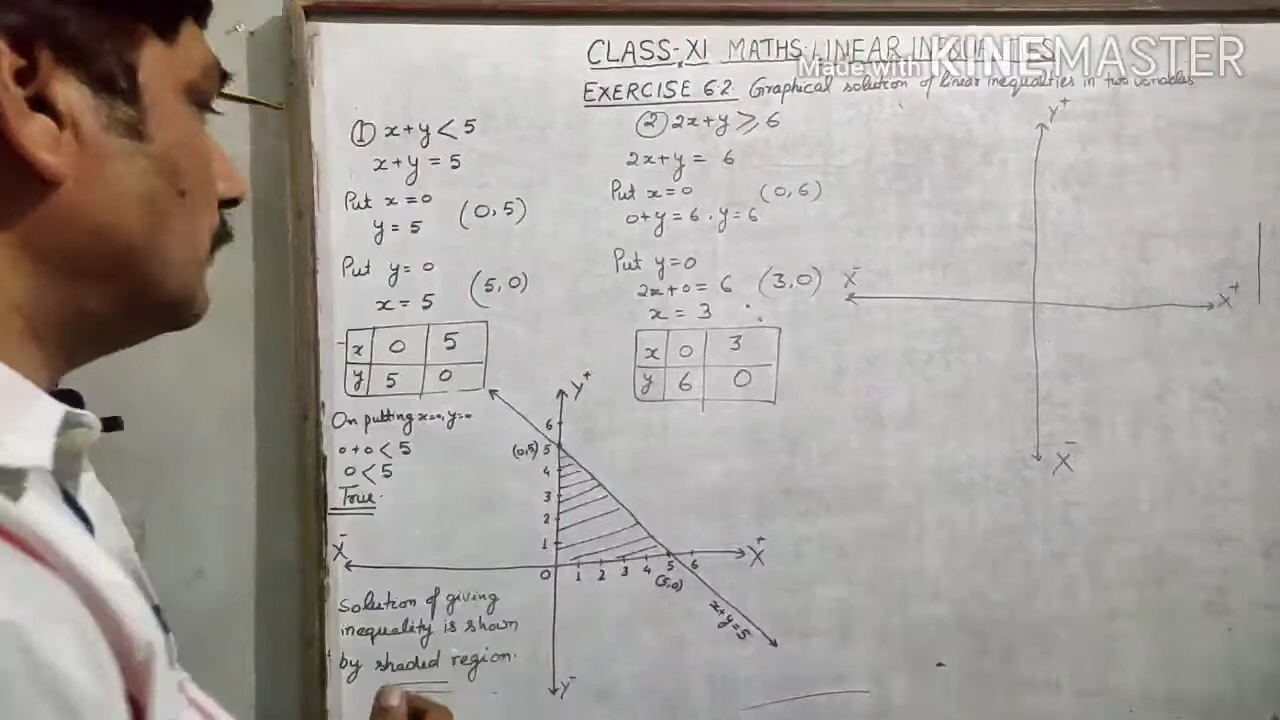 CLASS-XI MATHS: LINEAR INEQUALITIES
Made with KINEMASTER
EXERCISE 6.2. Graphical solution of linear inequalities in two variables
① x+y < 5
x+y = 5
Put x=0
y = 5 (0,5)
Put y=0
x = 5 (5,0)
x 0 5
y 5 0
On putting x=0, y=0
0+0 < 5
0 < 5
True.
Solution of giving
inequality is shown
by shaded region.
Y+
6
(0,5) 5
4
3
2
1
X- X+
0 1 2 3 4 5 6
(5,0)
x+y=5
Y-
② 2x+y ≥ 6
2x+y = 6
Put x=0 (0,6)
0+y = 6, y=6
Put y=0
2x+0 = 6 (3,0)
x = 3
x 0 3
y 6 0
Y+
X- X+
X-